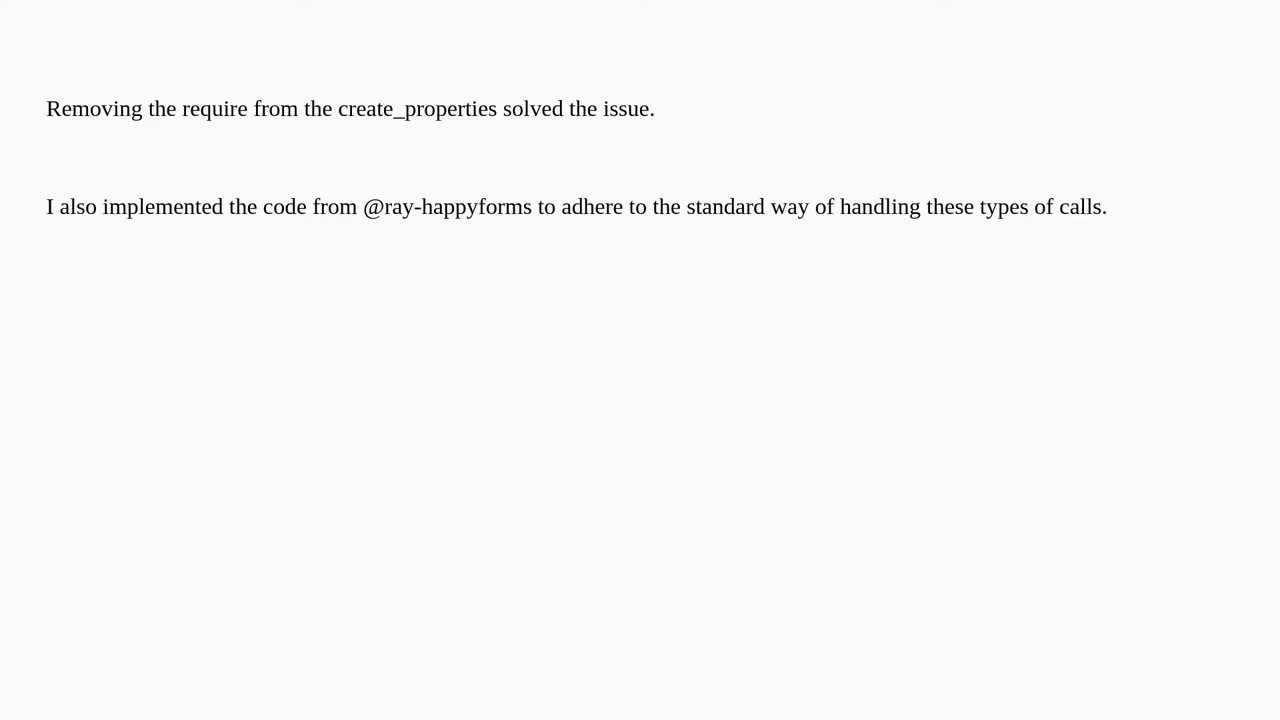 Removing the require from the create_properties solved the issue.
I also implemented the code from @ray-happyforms to adhere to the standard way of handling these types of calls.